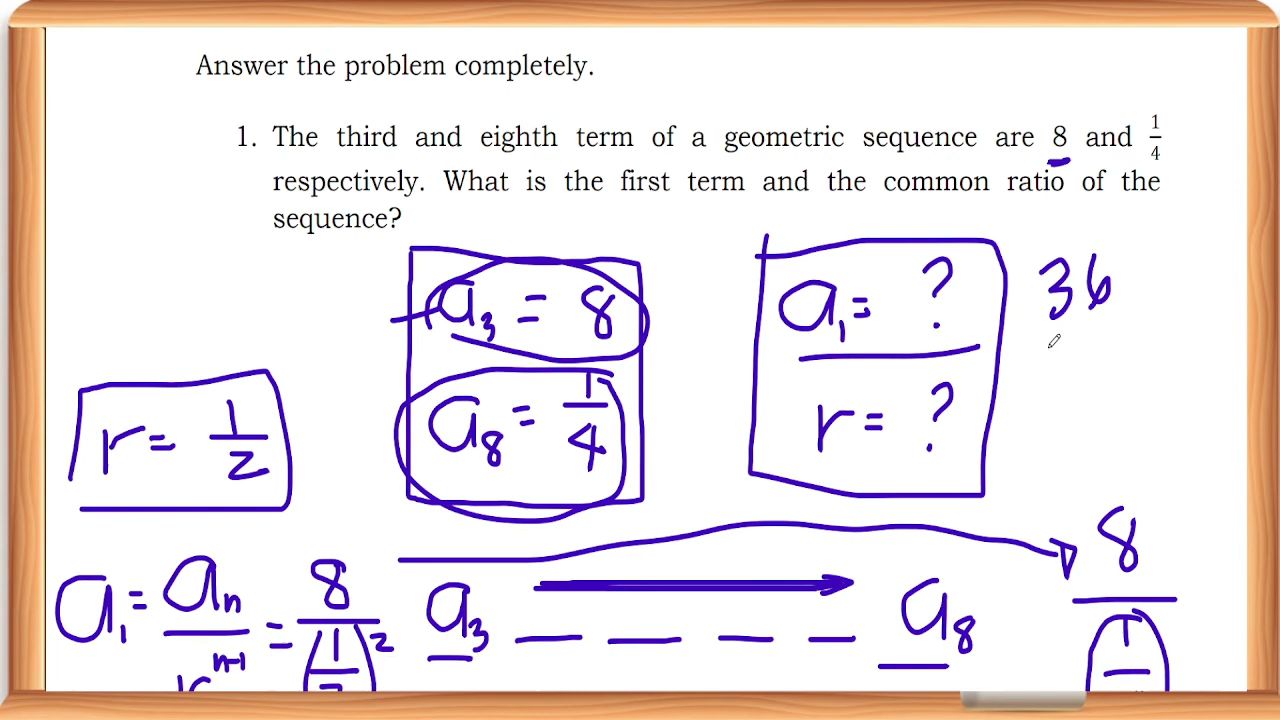 Answer the problem completely.
1. The third and eighth term of a geometric sequence are 8 and 1/4
respectively. What is the first term and the common ratio of the
sequence?
a₃ = 8
a₁ = ?
36
a₈ = 1/4
r = ?
r = 1/2
a₁ = aₙ / rⁿ⁻¹ = 8 / (1/2)²
a₃ _ _ _ _ a₈
8
1